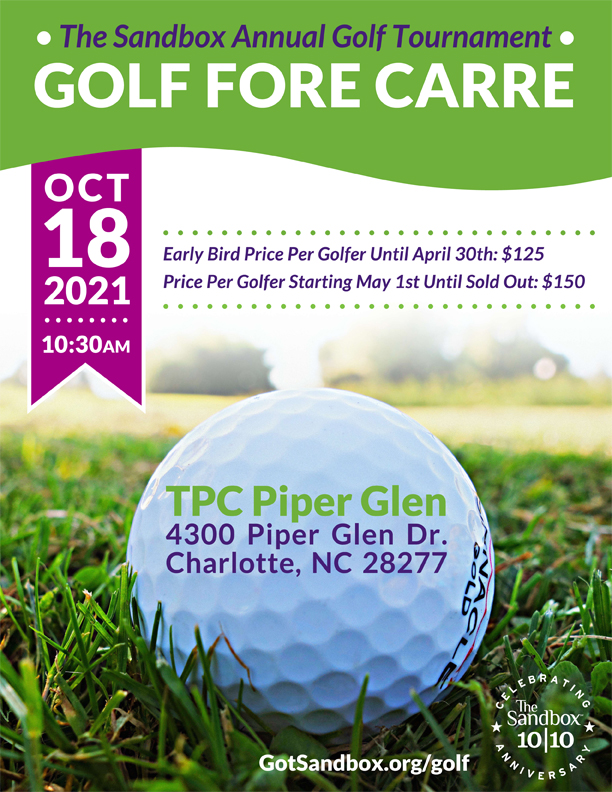 The Sandbox Annual Golf Tournament
GOLF FORE CARRE
OCT
18
2021
10:30AM
Early Bird Price Per Golfer Until April 30th: $125
Price Per Golfer Starting May 1st Until Sold Out: $150
TPC Piper Glen
4300 Piper Glen Dr.
Charlotte, NC 28277
PINNACLE
GOLD
CELEBRATING
The
Sandbox
10|10
ANNIVERSARY
GotSandbox.org/golf